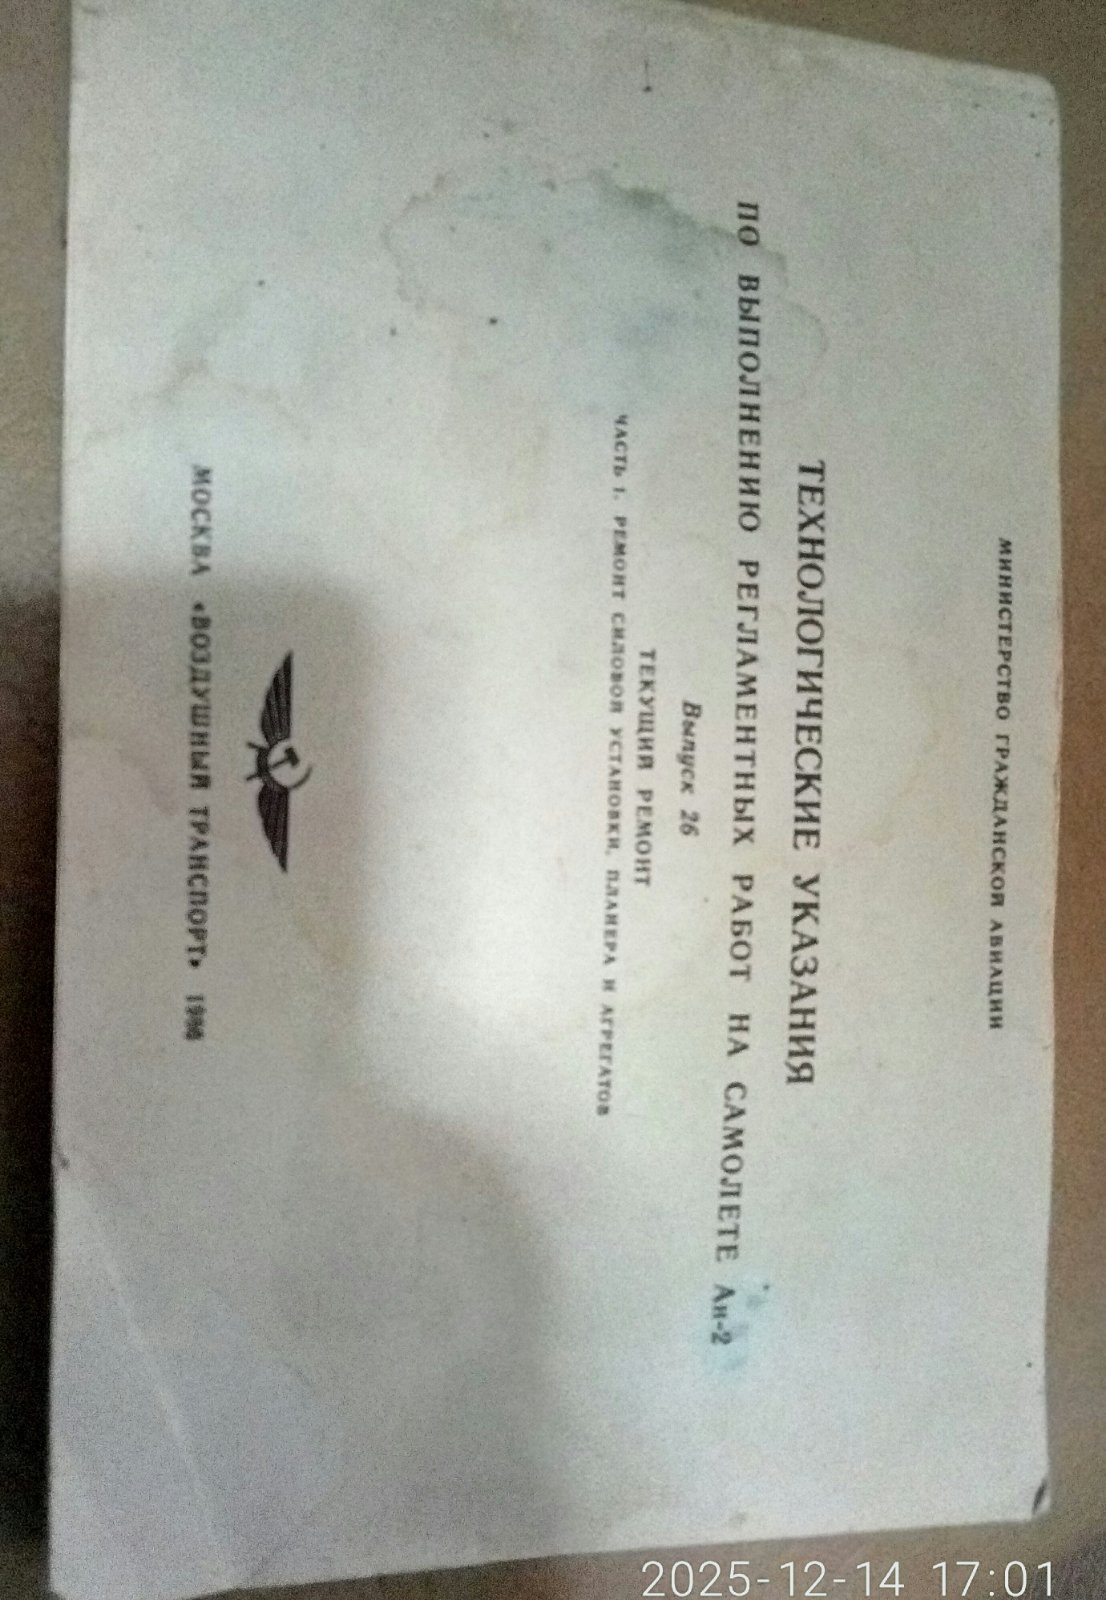 МИНИСТЕРСТВО ГРАЖДАНСКОЙ АВИАЦИИ
ТЕХНОЛОГИЧЕСКИЕ УКАЗАНИЯ
ПО ВЫПОЛНЕНИЮ РЕГЛАМЕНТНЫХ РАБОТ НА САМОЛЕТЕ Ан-2
Выпуск 26
ТЕКУЩИЙ РЕМОНТ
ЧАСТЬ 1. РЕМОНТ СИЛОВОЙ УСТАНОВКИ, ПЛАНЕРА И АГРЕГАТОВ
МОСКВА «ВОЗДУШНЫЙ ТРАНСПОРТ»
2025-12-14 17:01